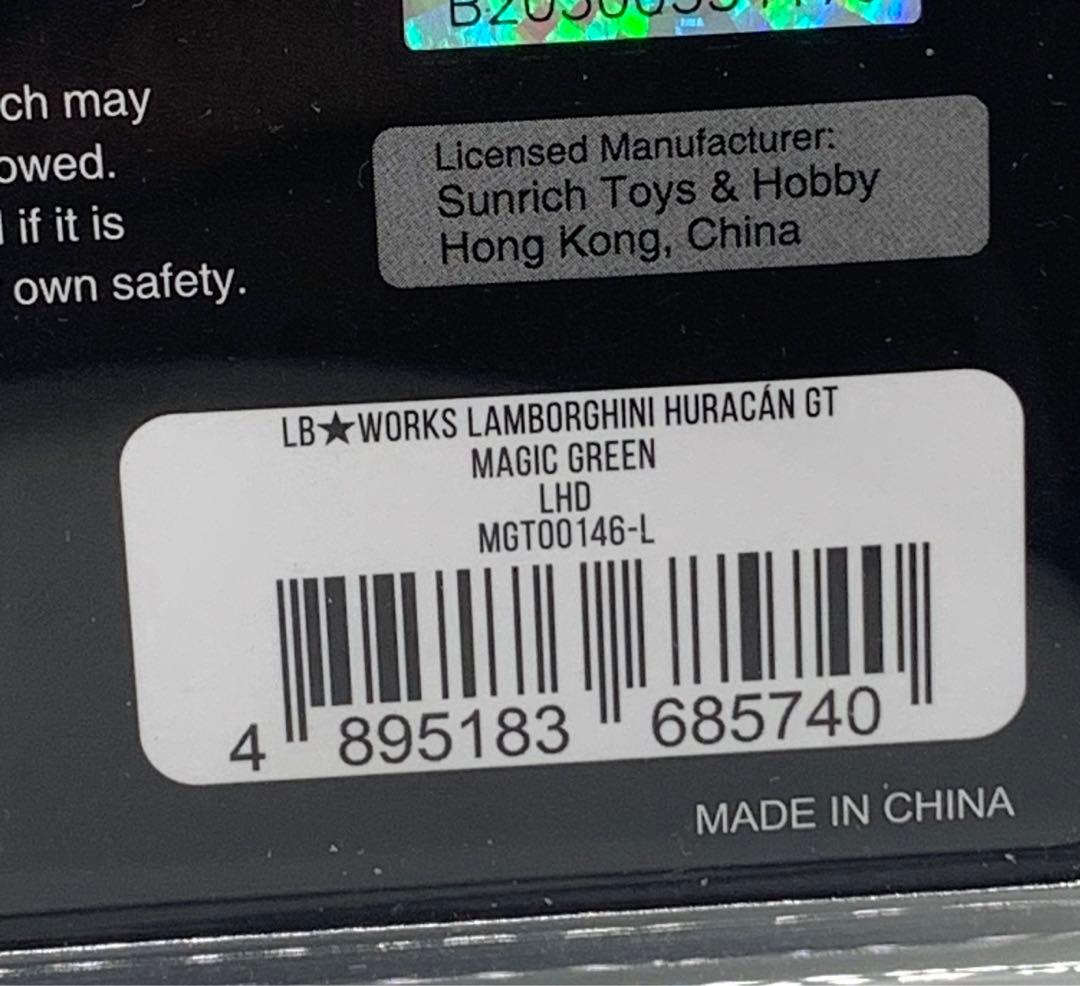 ch may
owed.
if it is
own safety.
Licensed Manufacturer:
Sunrich Toys & Hobby
Hong Kong, China
LB★WORKS LAMBORGHINI HURACÁN GT
MAGIC GREEN
LHD
MGT00146-L
4 895183 685740
MADE IN CHINA